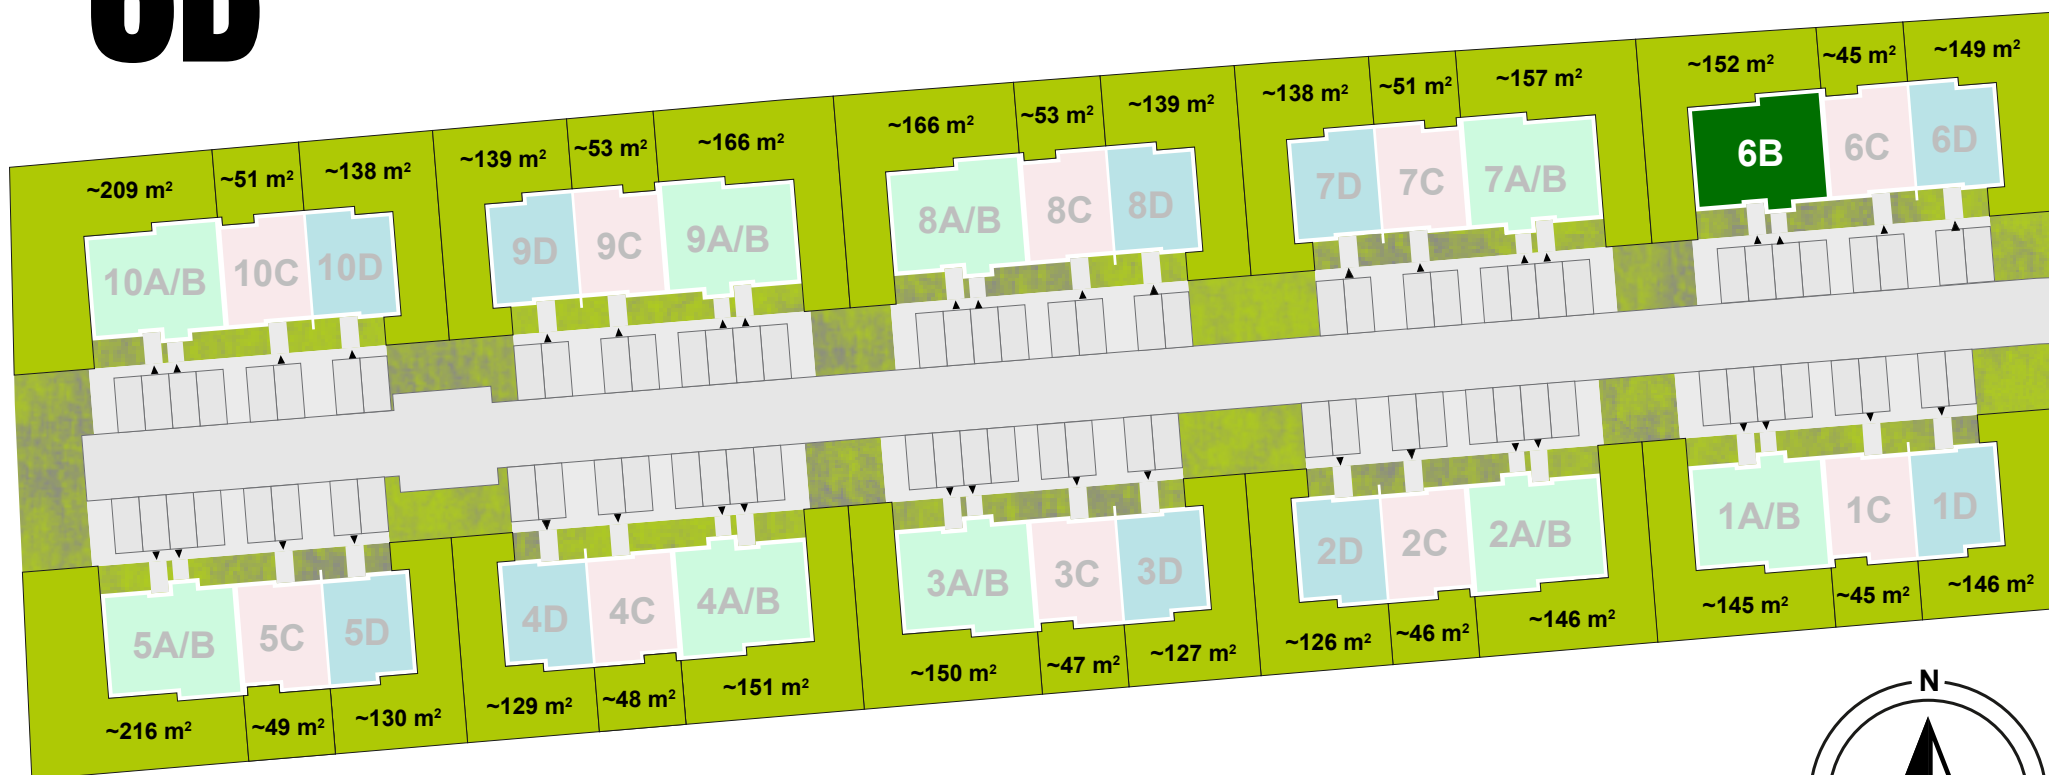 ~152 m²
~45 m²
~149 m²
~138 m²
~51 m²
~157 m²
~166 m²
~53 m²
~139 m²
~139 m²
~53 m²
~166 m²
~209 m²
~51 m²
~138 m²
10A/B
10C
10D
9D
9C
9A/B
8A/B
8C
8D
7D
7C
7A/B
6B
6C
6D
5A/B
5C
5D
4D
4C
4A/B
3A/B
3C
3D
2D
2C
2A/B
1A/B
1C
1D
~216 m²
~49 m²
~130 m²
~129 m²
~48 m²
~151 m²
~150 m²
~47 m²
~127 m²
~126 m²
~46 m²
~146 m²
~145 m²
~45 m²
~146 m²
N